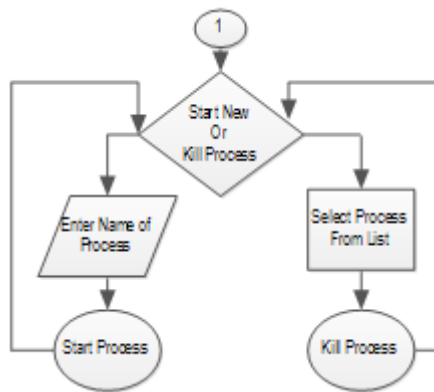 1
Start New
Or
Kill Process
Enter Name of
Process
Select Process
From List
Start Process
Kill Process